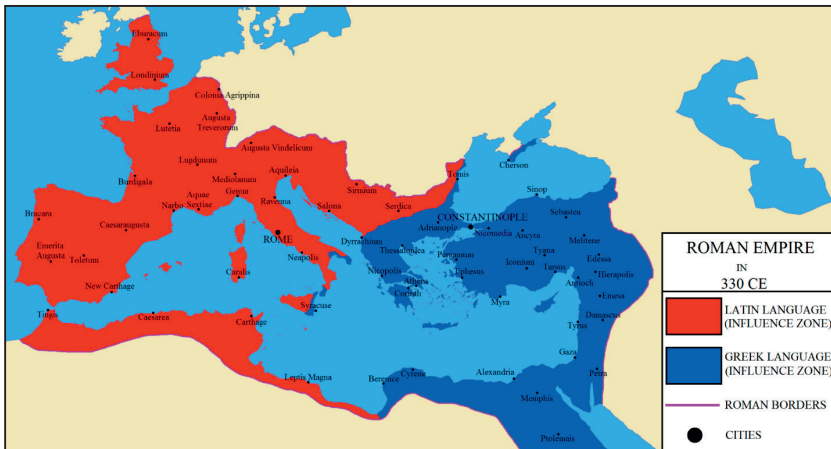 Eburacum
Londinium
Colonia Agrippina
Augusta
Treverorum
Lutetia
Augusta Vindelicum
Lugdunum
Mediolanum
Aquileia
Burdigala
Genua
Ravenna
Aquae
Sextiae
Narbo
Salona
Sirmium
Serdica
Tomis
Cherson
Sinop
Bracara
Caesaraugusta
Emerita
Augusta
Toletum
New Carthage
ROME
Neapolis
Caralis
Dyrrachium
Adrianople
CONSTANTINOPLE
Nicomedia
Ancyra
Sebastea
Melitene
Thessalonica
Pergamum
Tyana
Edessa
Nicopolis
Athens
Corinth
Ephesus
Iconium
Tarsus
Hierapolis
Antioch
Myra
Emesa
Damascus
Tyrus
Tingis
Caesarea
Carthage
Syracuse
Leptis Magna
Berenice
Cyrene
Alexandria
Gaza
Petra
Memphis
Ptolemais
ROMAN EMPIRE
IN
330 CE
LATIN LANGUAGE
(INFLUENCE ZONE)
GREEK LANGUAGE
(INFLUENCE ZONE)
ROMAN BORDERS
CITIES